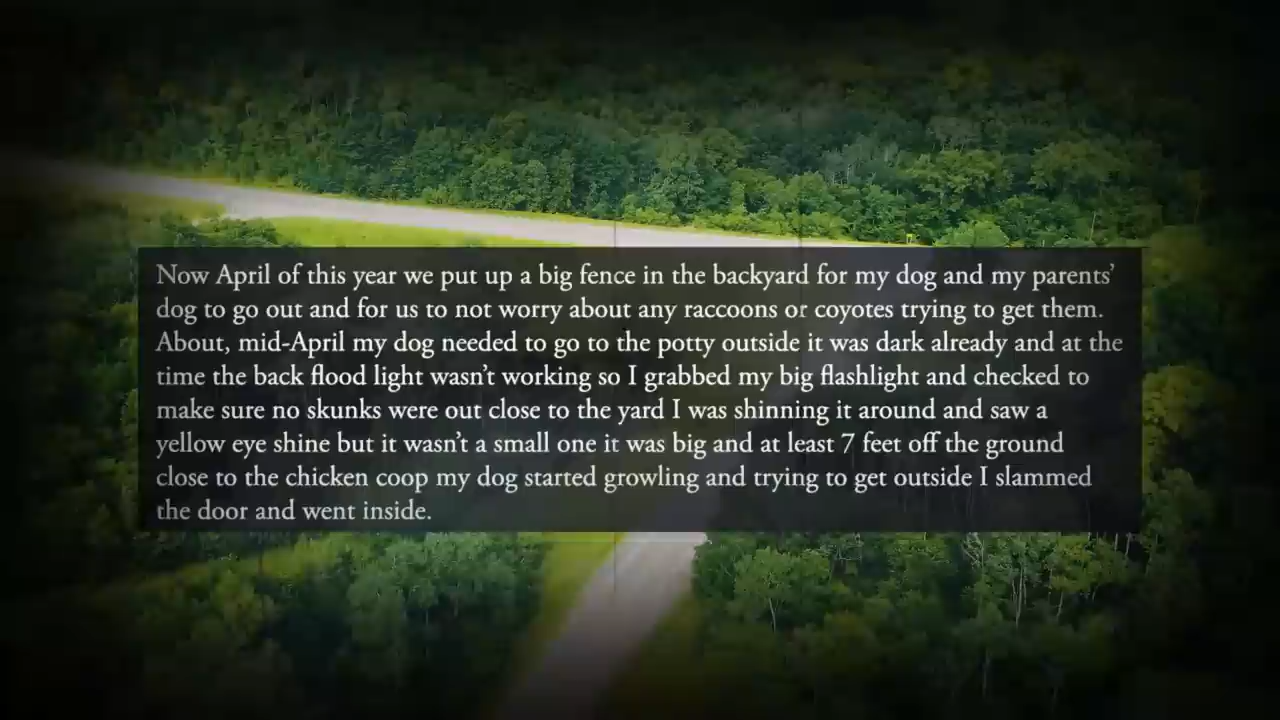 Now April of this year we put up a big fence in the backyard for my dog and my parents’
dog to go out and for us to not worry about any raccoons or coyotes trying to get them.
About, mid-April my dog needed to go to the potty outside it was dark already and at the
time the back flood light wasn’t working so I grabbed my big flashlight and checked to
make sure no skunks were out close to the yard I was shinning it around and saw a
yellow eye shine but it wasn’t a small one it was big and at least 7 feet off the ground
close to the chicken coop my dog started growling and trying to get outside I slammed
the door and went inside.